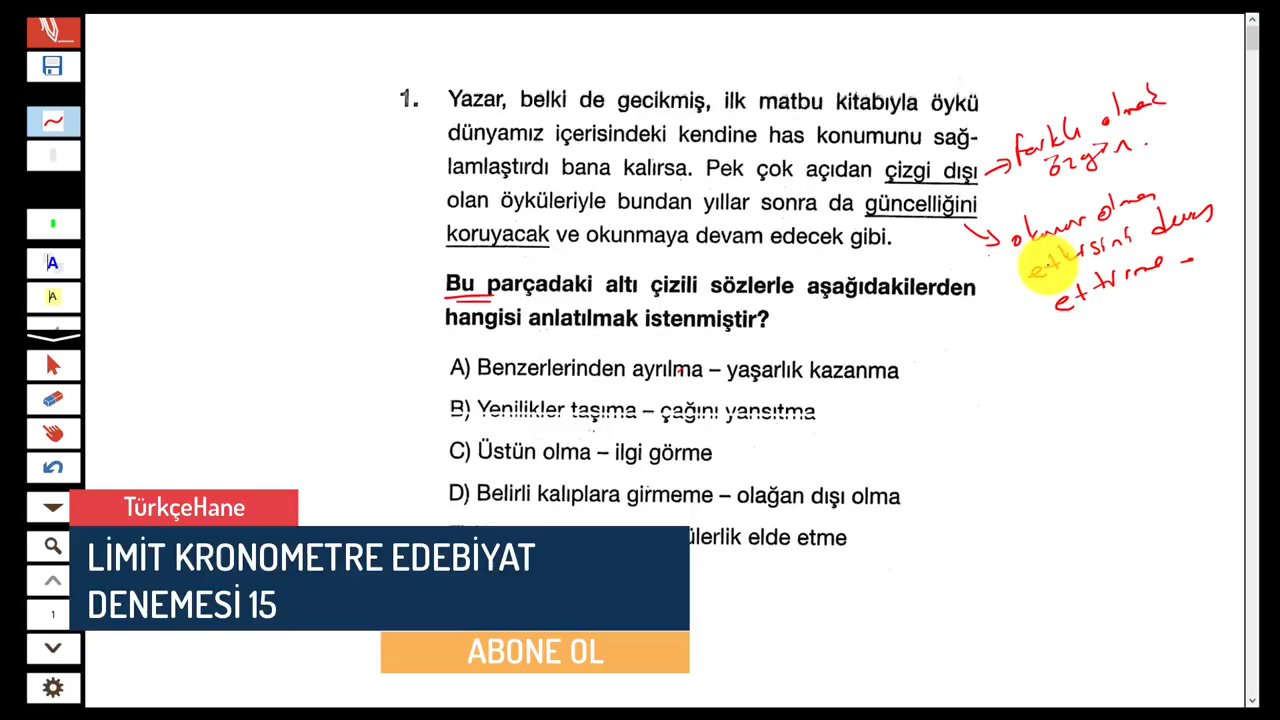 1. Yazar, belki de gecikmiş, ilk matbu kitabıyla öykü
dünyamız içerisindeki kendine has konumunu sağ-
lamlaştırdı bana kalırsa. Pek çok açıdan çizgi dışı
olan öyküleriyle bundan yıllar sonra da güncelliğini
koruyacak ve okunmaya devam edecek gibi.
farklı olmak
özgün.
okunur olma
etkisini devam
ettirme
Bu parçadaki altı çizili sözlerle aşağıdakilerden
hangisi anlatılmak istenmiştir?
A) Benzerlerinden ayrılma – yaşarlık kazanma
B) Yenilikler taşıma – çağını yansıtma
C) Üstün olma – ilgi görme
D) Belirli kalıplara girmeme – olağan dışı olma
ülerlik elde etme
TürkçeHane
LİMİT KRONOMETRE EDEBİYAT
DENEMESİ 15
ABONE OL
A
A
1